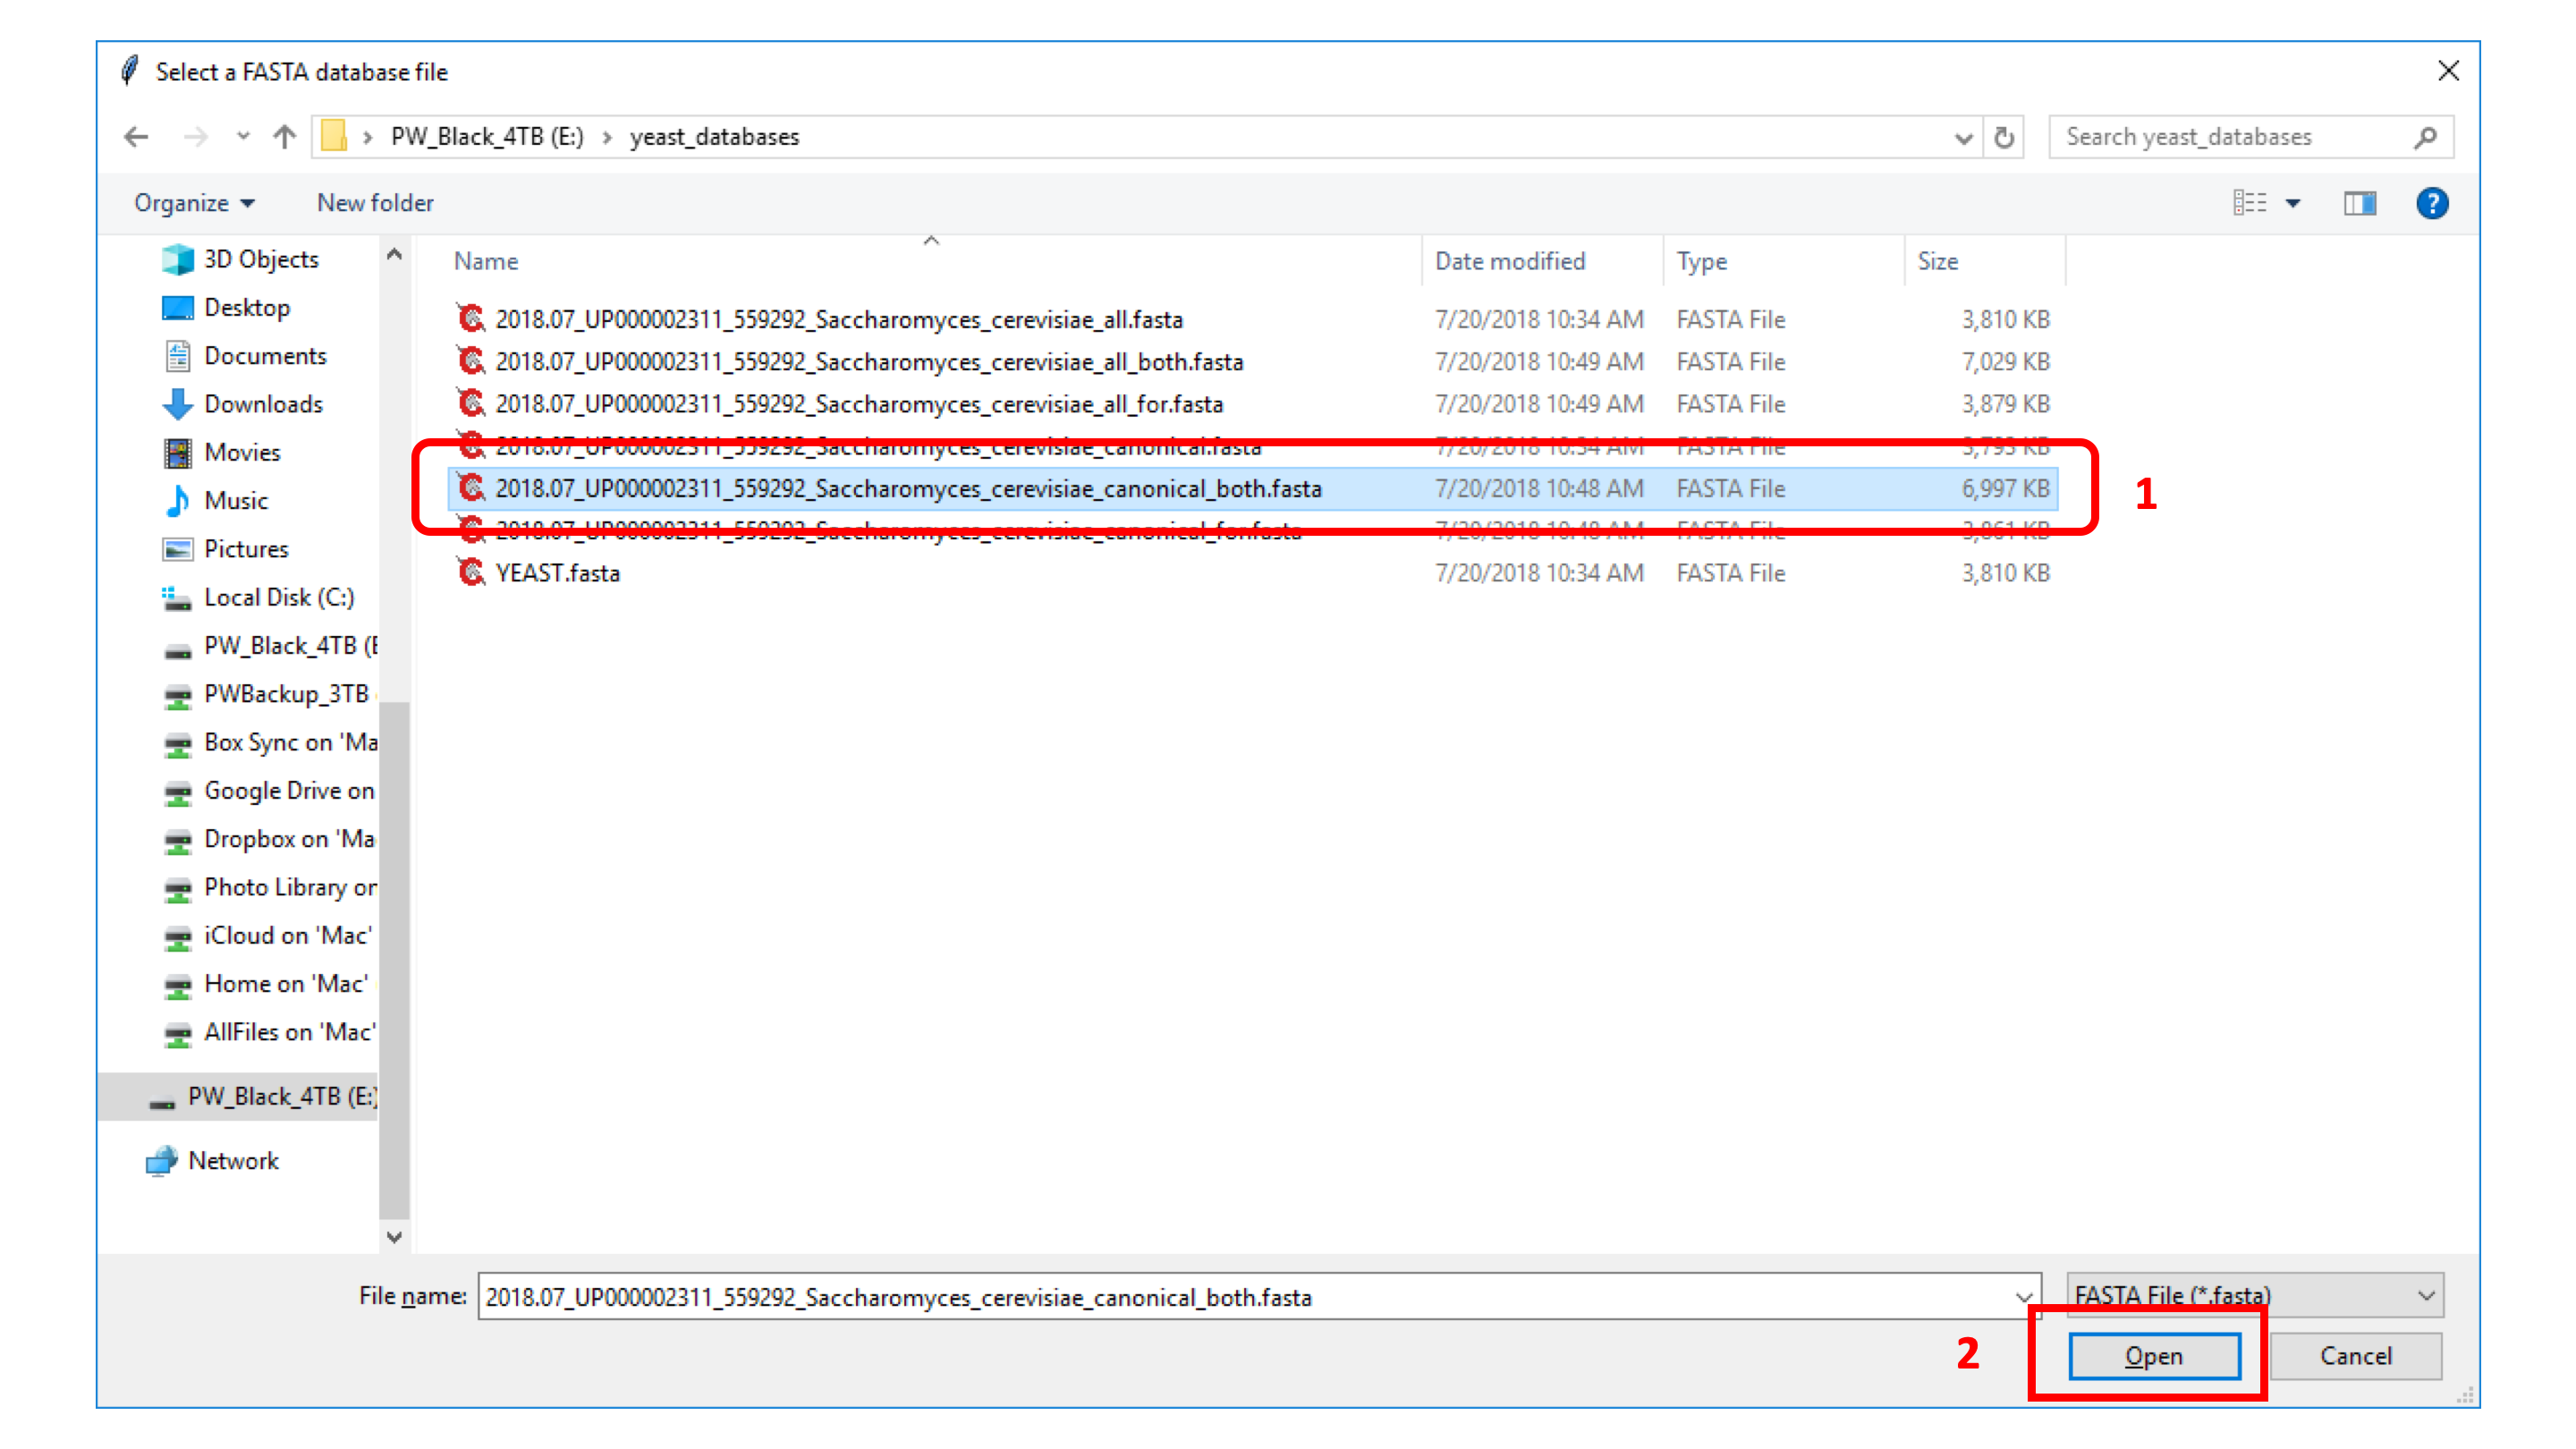 Select a FASTA database file
PW_Black_4TB (E:) > yeast_databases
Search yeast_databases
Organize
New folder
Name
Date modified
Type
Size
3D Objects
Desktop
Documents
Downloads
Movies
Music
Pictures
Local Disk (C:)
PW_Black_4TB (E
PWBackup_3TB
Box Sync on 'Ma
Google Drive on
Dropbox on 'Ma
Photo Library or
iCloud on 'Mac'
Home on 'Mac'
AllFiles on 'Mac'
PW_Black_4TB (E:)
Network
2018.07_UP000002311_559292_Saccharomyces_cerevisiae_all.fasta 7/20/2018 10:34 AM FASTA File 3,810 KB
2018.07_UP000002311_559292_Saccharomyces_cerevisiae_all_both.fasta 7/20/2018 10:49 AM FASTA File 7,029 KB
2018.07_UP000002311_559292_Saccharomyces_cerevisiae_all_for.fasta 7/20/2018 10:49 AM FASTA File 3,879 KB
2018.07_UP000002311_559292_Saccharomyces_cerevisiae_canonical.fasta 7/20/2018 10:34 AM FASTA File 3,793 KB
2018.07_UP000002311_559292_Saccharomyces_cerevisiae_canonical_both.fasta 7/20/2018 10:48 AM FASTA File 6,997 KB
1
2018.07_UP000002311_559292_Saccharomyces_cerevisiae_canonical_for.fasta 7/20/2018 10:48 AM FASTA File 3,861 KB
YEAST.fasta 7/20/2018 10:34 AM FASTA File 3,810 KB
File name: 2018.07_UP000002311_559292_Saccharomyces_cerevisiae_canonical_both.fasta
FASTA File (*.fasta)
2
Open
Cancel